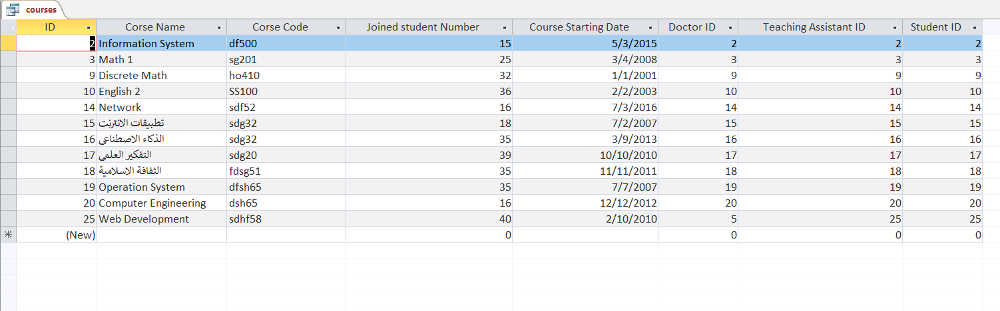 courses
ID Corse Name Corse Code Joined student Number Course Starting Date Doctor ID Teaching Assistant ID Student ID
2 Information System df500 15 5/3/2015 2 2 2
3 Math 1 sg201 25 3/4/2008 3 3 3
9 Discrete Math ho410 32 1/1/2001 9 9 9
10 English 2 SS100 36 2/2/2003 10 10 10
14 Network sdf52 16 7/3/2016 14 14 14
15 تطبيقات الانترنت sdg32 18 7/2/2007 15 15 15
16 الذكاء الاصطناعى sdg32 35 3/9/2013 16 16 16
17 التفكير العلمى sdg20 39 10/10/2010 17 17 17
18 الثفافة الاسلامية fdsg51 35 11/11/2011 18 18 18
19 Operation System dfsh65 35 7/7/2007 19 19 19
20 Computer Engineering dsh65 16 12/12/2012 20 20 20
25 Web Development sdhf58 40 2/10/2010 5 25 25
(New) 0 0 0 0